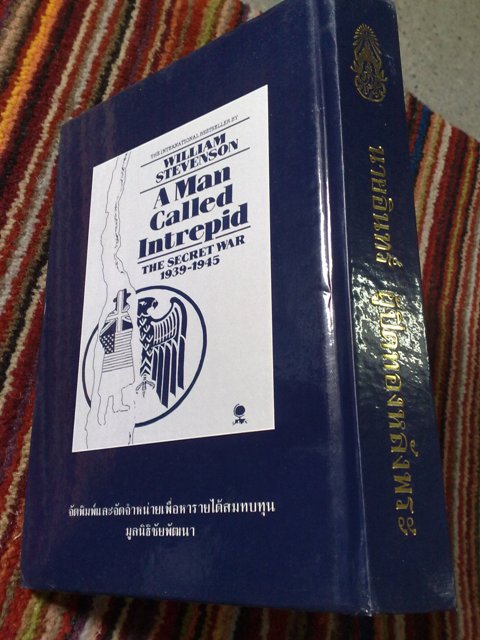 THE INTERNATIONAL BESTSELLER BY
WILLIAM
STEVENSON
A Man
Called
Intrepid
THE SECRET WAR
1939-1945
จัดพิมพ์และจัดจำหน่ายเพื่อหารายได้สมทบทุน
มูลนิธิชัยพัฒนา
นายอินทร์ ผู้ปิดทองหลังพระ